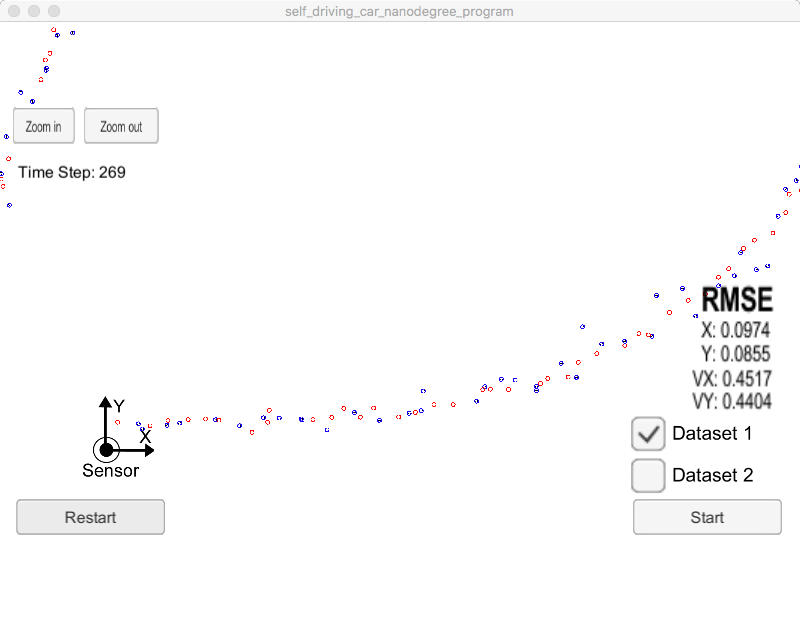 self_driving_car_nanodegree_program
Zoom in
Zoom out
Time Step: 269
RMSE
X: 0.0974
Y: 0.0855
VX: 0.4517
VY: 0.4404
Y
X
Sensor
Dataset 1
Dataset 2
Restart
Start